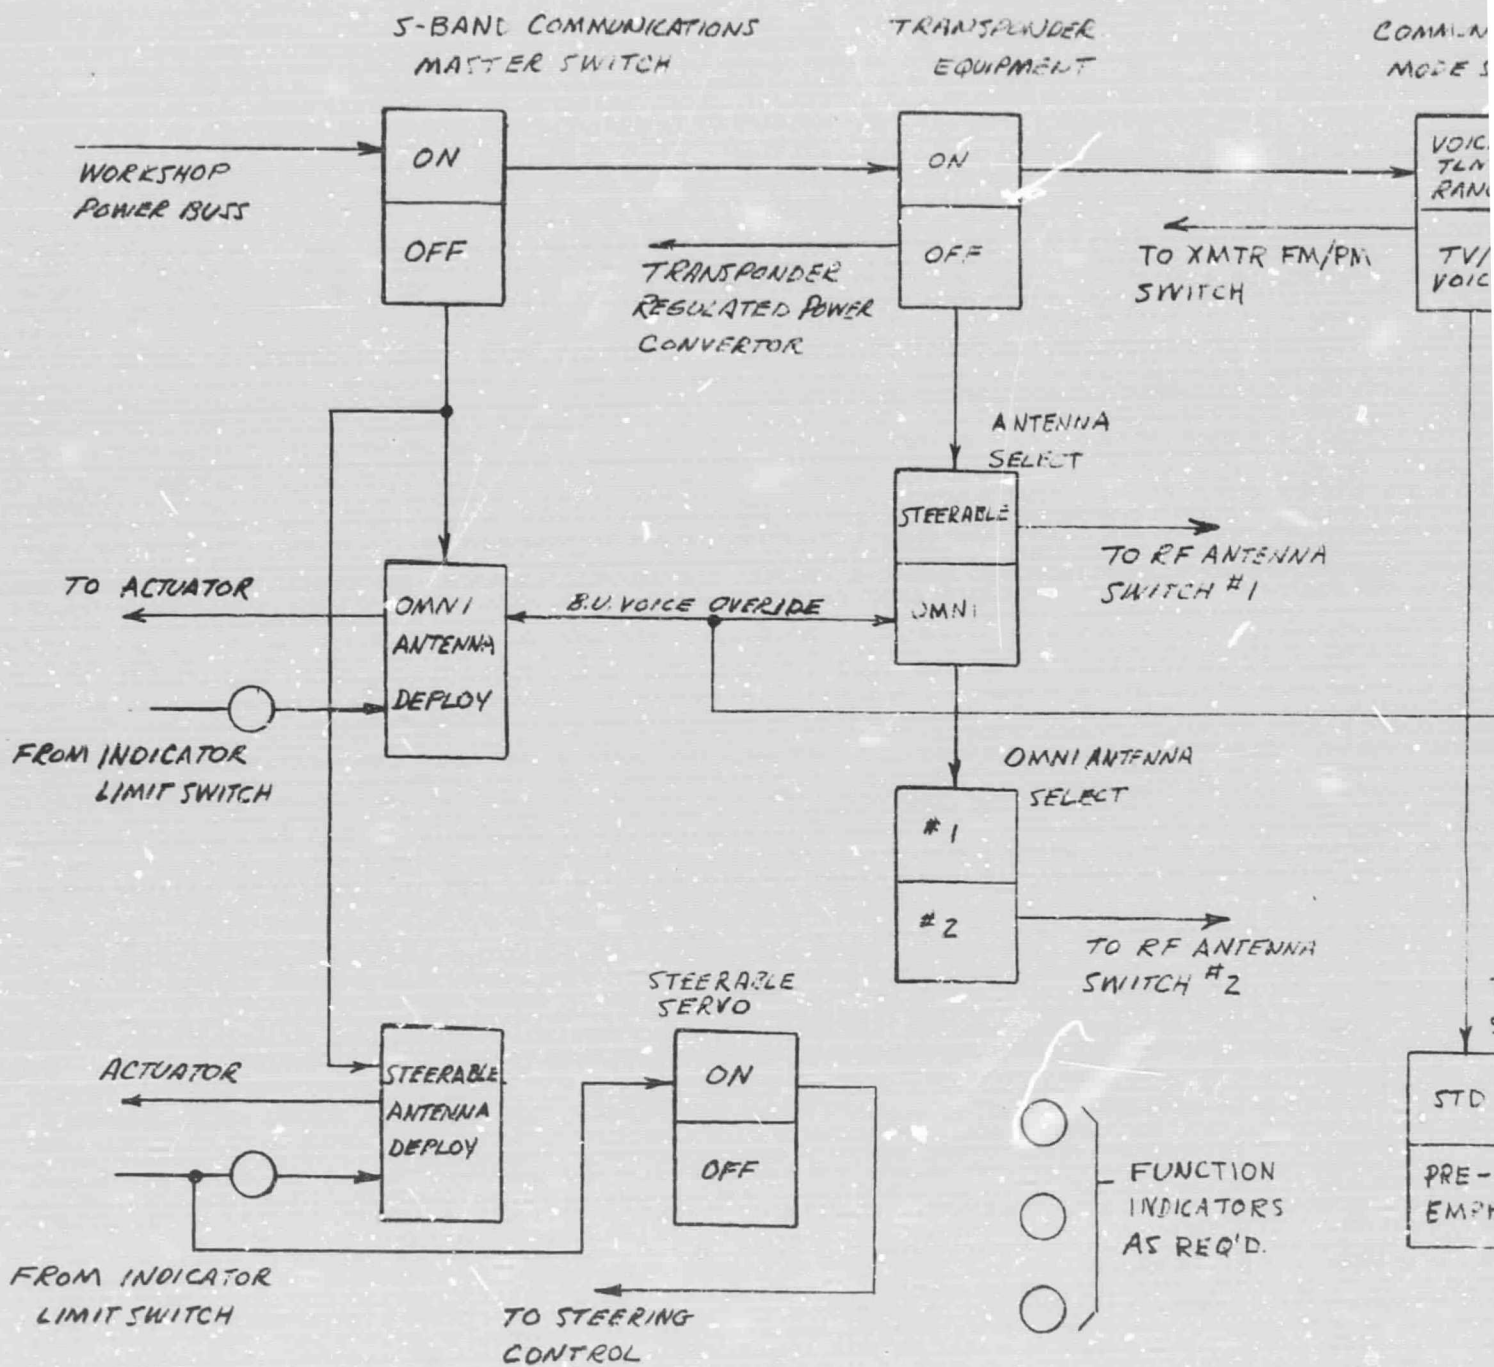 S-BAND COMMUNICATIONS
MASTER SWITCH
TRANSPONDER
EQUIPMENT
MODE
ON
OFF
WORKSHOP
POWER BUSS
ON
OFF
TRANSPONDER
REGULATED POWER
CONVERTOR
TO XMTR FM/PM
SWITCH
TV/
ANTENNA
SELECT
STEERABLE
OMNI
TO RF ANTENNA
SWITCH #1
TO ACTUATOR
OMNI
ANTENNA
DEPLOY
B.U. VOICE OVERIDE
FROM INDICATOR
LIMIT SWITCH
OMNI ANTENNA
SELECT
#1
#2
TO RF ANTENNA
SWITCH #2
STEERABLE
SERVO
ON
OFF
ACTUATOR
STEERABLE
ANTENNA
DEPLOY
FROM INDICATOR
LIMIT SWITCH
TO STEERING
CONTROL
FUNCTION
INDICATORS
AS REQ'D.
STD
PRE-